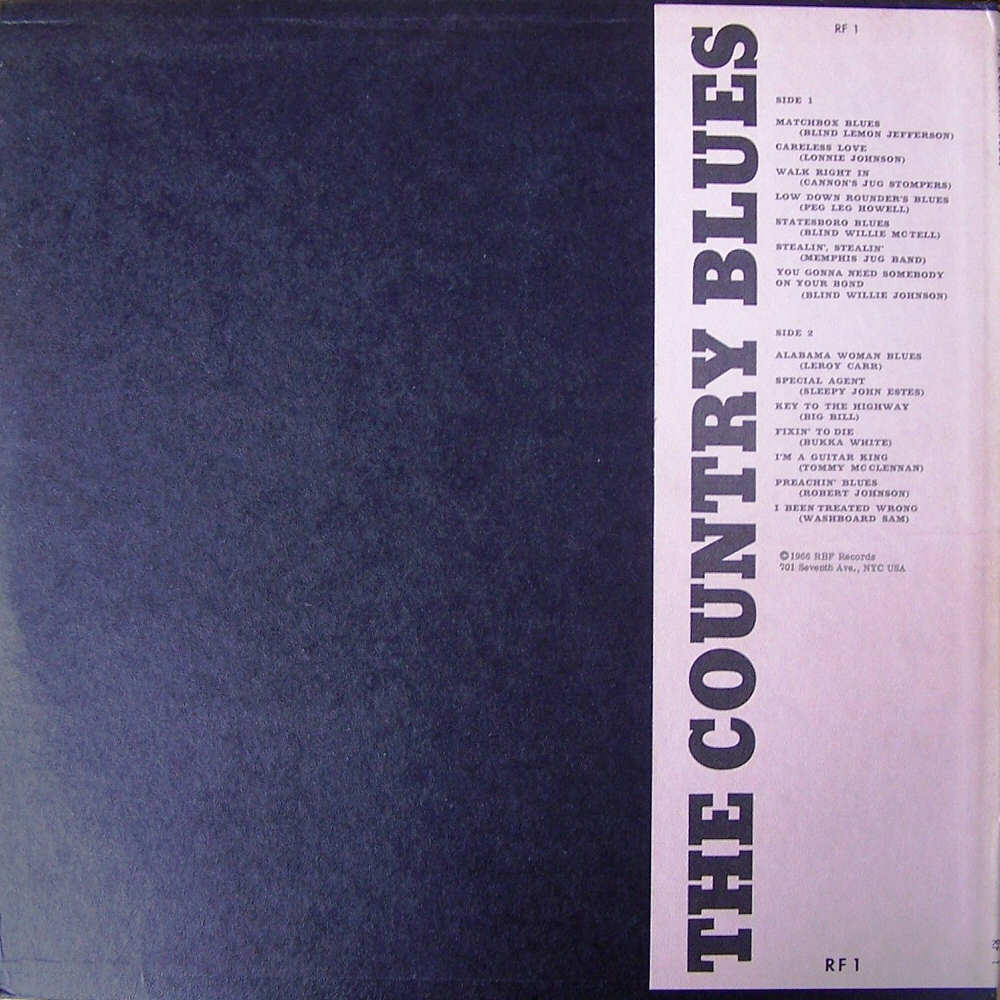 THE COUNTRY BLUES
RF 1
SIDE 1
MATCHBOX BLUES
(BLIND LEMON JEFFERSON)
CARELESS LOVE
(LONNIE JOHNSON)
WALK RIGHT IN
(CANNON'S JUG STOMPERS)
LOW DOWN ROUNDER'S BLUES
(PEG LEG HOWELL)
STATESBORO BLUES
(BLIND WILLIE MCTELL)
STEALIN', STEALIN'
(MEMPHIS JUG BAND)
YOU GONNA NEED SOMEBODY
ON YOUR BOND
(BLIND WILLIE JOHNSON)
SIDE 2
ALABAMA WOMAN BLUES
(LEROY CARR)
SPECIAL AGENT
(SLEEPY JOHN ESTES)
KEY TO THE HIGHWAY
(BIG BILL)
FIXIN' TO DIE
(BUKKA WHITE)
I'M A GUITAR KING
(TOMMY MCCLENNAN)
PREACHIN' BLUES
(ROBERT JOHNSON)
I BEEN TREATED WRONG
(WASHBOARD SAM)
©1966 RBF Records
701 Seventh Ave., NYC USA
RF 1